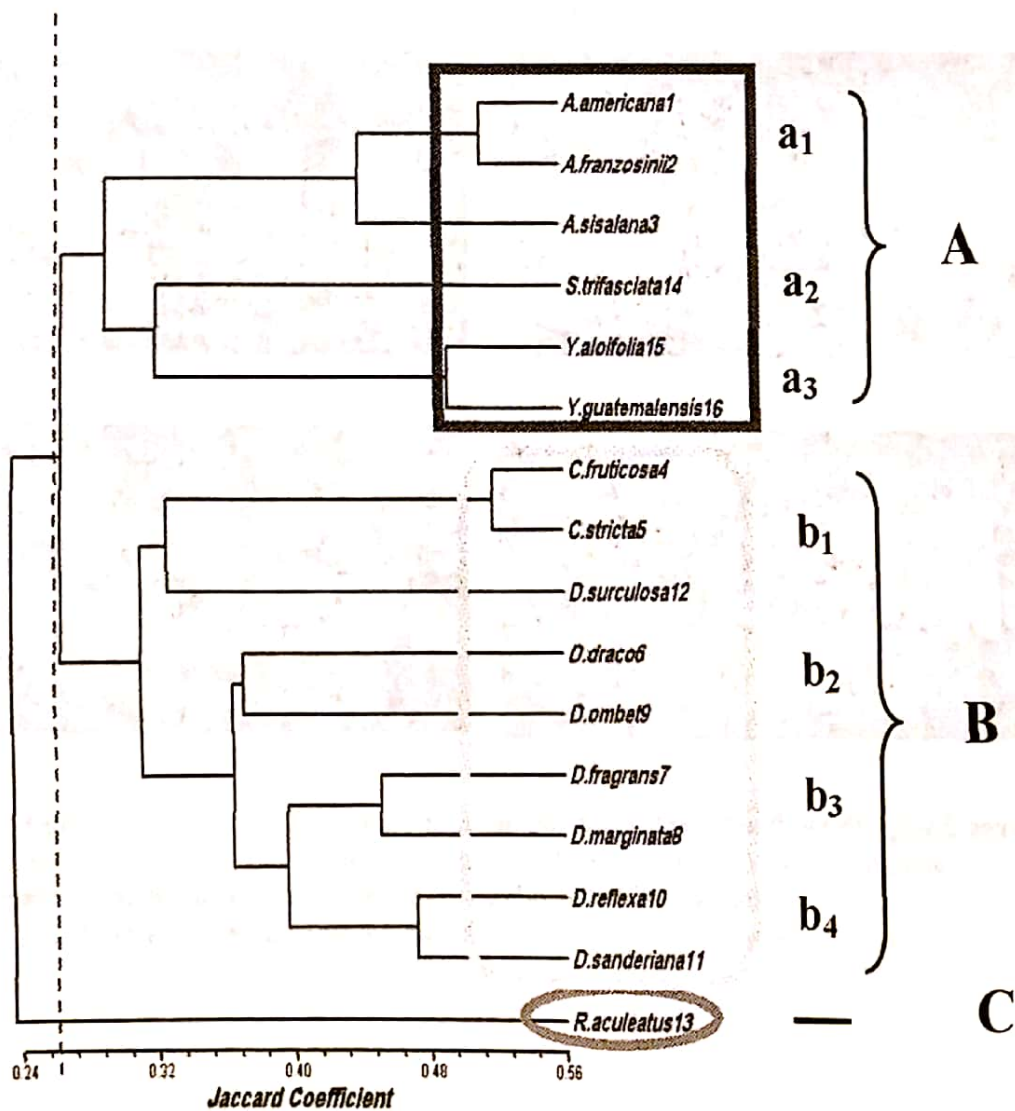 A.americana1
a1
A.franzosinii2
A.sisalana3
A
S.trifasciata14
a2
Y.aloifolia15
a3
Y.guatemalensis16
C.fruticosa4
b1
C.stricta5
D.surculosa12
D.draco6
b2
D.ombet9
B
D.fragrans7
b3
D.marginata8
D.reflexa10
b4
D.sanderiana11
R.aculeatus13
C
0.24 0.32 0.40 0.48 0.56
Jaccard Coefficient